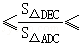 ≤ S△DEC / S△ADC ≤